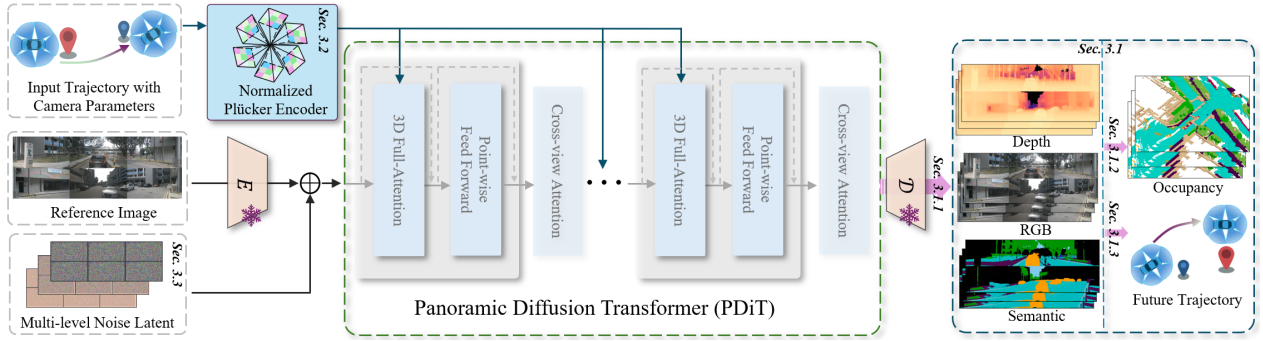 Input Trajectory with
Camera Parameters
Sec. 3.2
Normalized
Plücker Encoder
Reference Image
E
Sec. 3.3
Multi-level Noise Latent
3D Full-Attention
Point-wise
Feed Forward
Cross-view Attention
3D Full-Attention
Point-wise
Feed Forward
Cross-view Attention
Panoramic Diffusion Transformer (PDiT)
D
Sec. 3.1.1
Sec. 3.1
Depth
RGB
Semantic
Sec. 3.1.2
Sec. 3.1.3
Occupancy
Future Trajectory